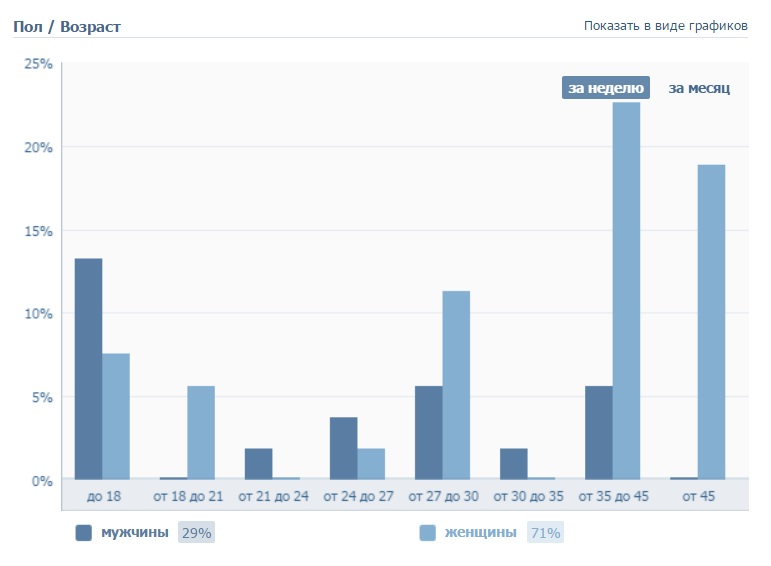 Пол / Возраст Показать в виде графиков
25%
за неделю за месяц
20%
15%
10%
5%
0%
до 18 от 18 до 21 от 21 до 24 от 24 до 27 от 27 до 30 от 30 до 35 от 35 до 45 от 45
мужчины 29% женщины 71%